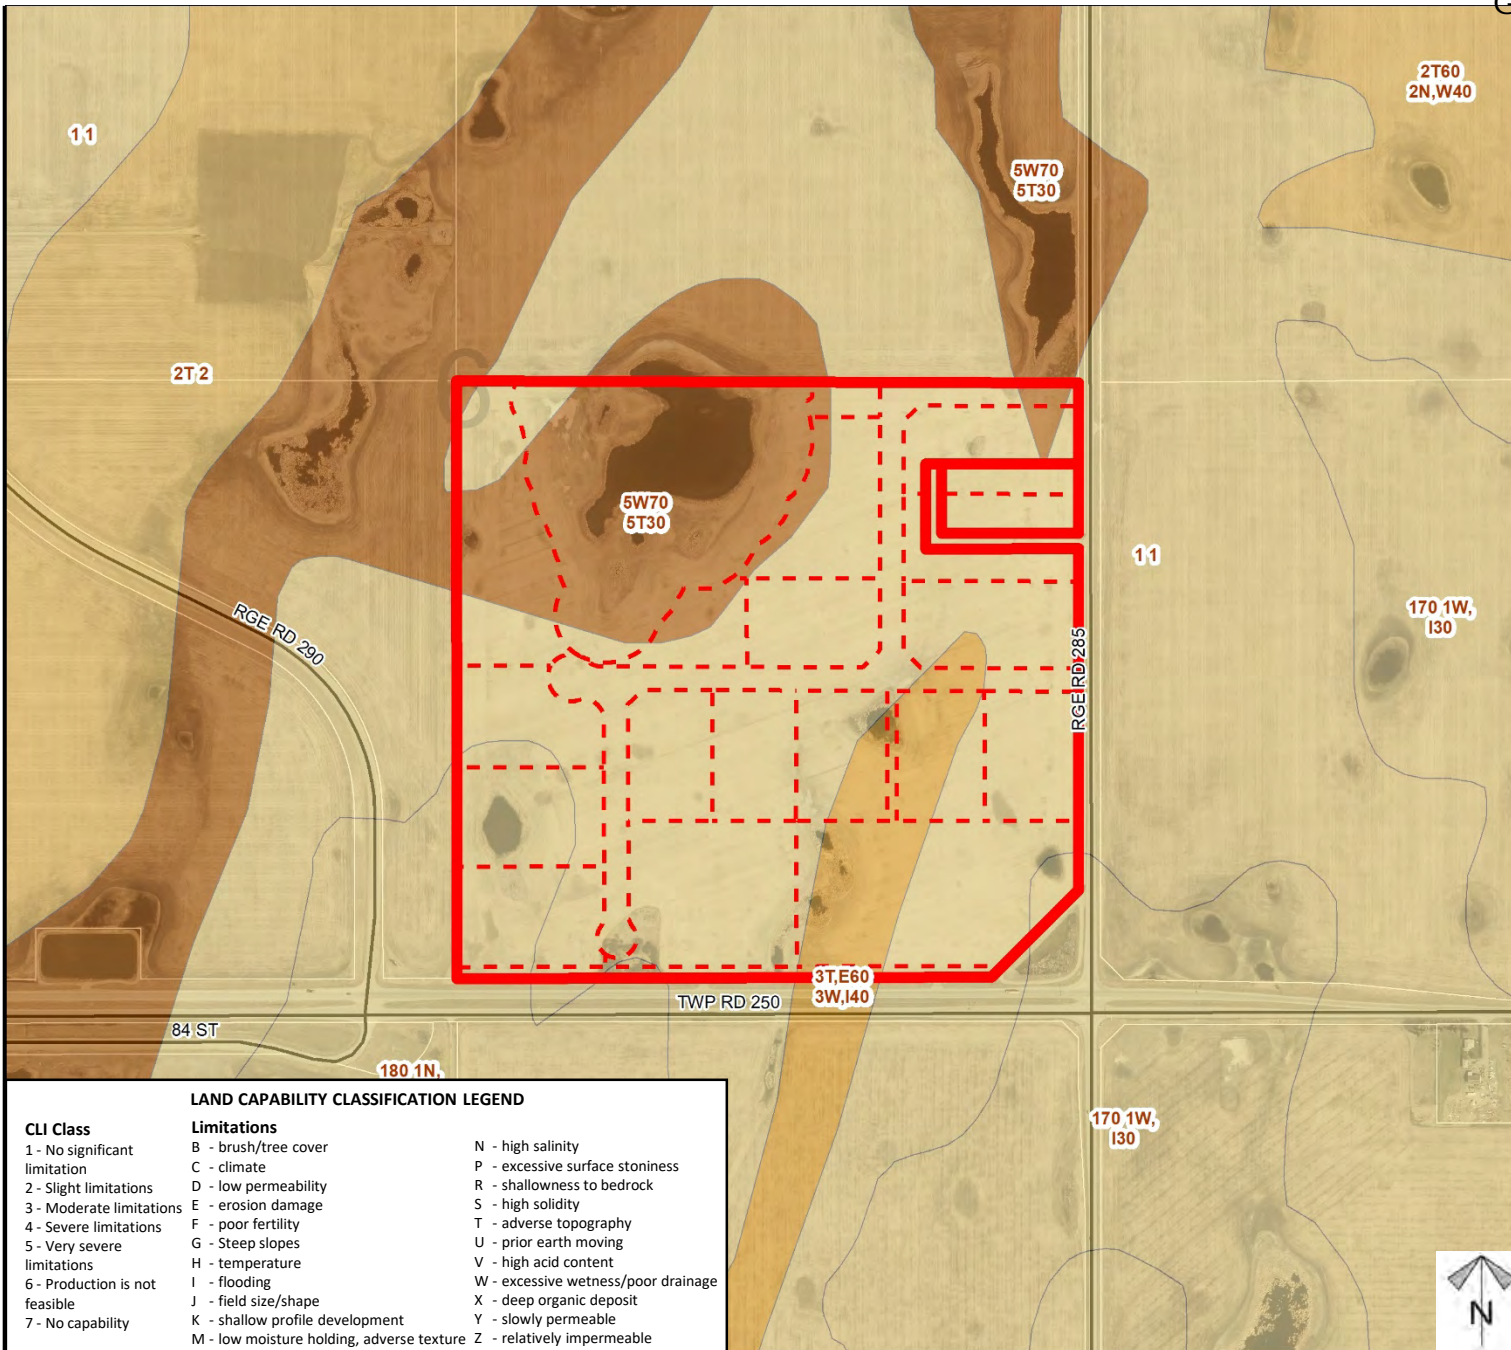 1 1
2T60
2N,W40
5W70
5T30
2T 2
6
5W70
5T30
1 1
170 1W,
I30
RGE RD 290
RGE RD 285
3T,E60
3W,I40
TWP RD 250
84 ST
180 1N,
170 1W,
I30
LAND CAPABILITY CLASSIFICATION LEGEND
CLI Class
1 - No significant
limitation
2 - Slight limitations
3 - Moderate limitations
4 - Severe limitations
5 - Very severe
limitations
6 - Production is not
feasible
7 - No capability
Limitations
B - brush/tree cover
C - climate
D - low permeability
E - erosion damage
F - poor fertility
G - Steep slopes
H - temperature
I - flooding
J - field size/shape
K - shallow profile development
M - low moisture holding, adverse texture
N - high salinity
P - excessive surface stoniness
R - shallowness to bedrock
S - high solidity
T - adverse topography
U - prior earth moving
V - high acid content
W - excessive wetness/poor drainage
X - deep organic deposit
Y - slowly permeable
Z - relatively impermeable
N